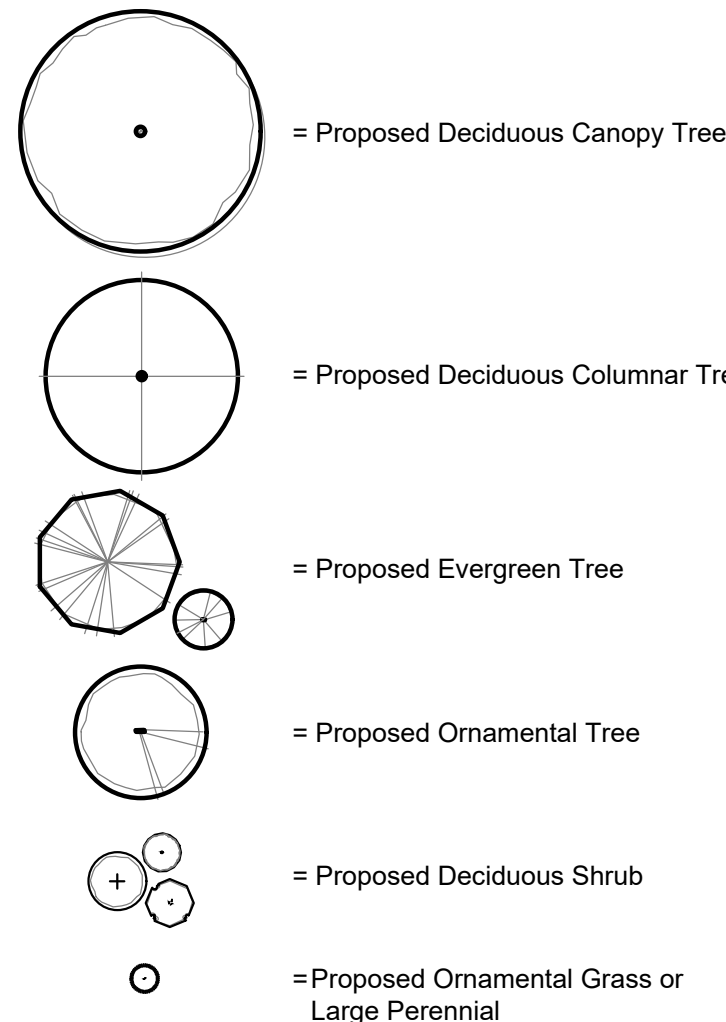 = Proposed Deciduous Canopy Tree
= Proposed Deciduous Columnar
= Proposed Evergreen Tree
= Proposed Ornamental Tree
= Proposed Deciduous Shrub
=Proposed Ornamental Grass or
Large Perennial